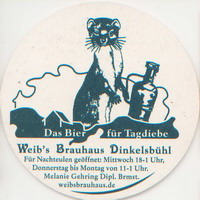 Das Bier für Tagdiebe
Weib's Brauhaus Dinkelsbühl
Für Nachteulen geöffnet: Mittwoch 18-1 Uhr,
Donnerstag bis Montag von 11-1 Uhr.
Melanie Gehring Dipl. Brmst.
weibsbrauhaus.de